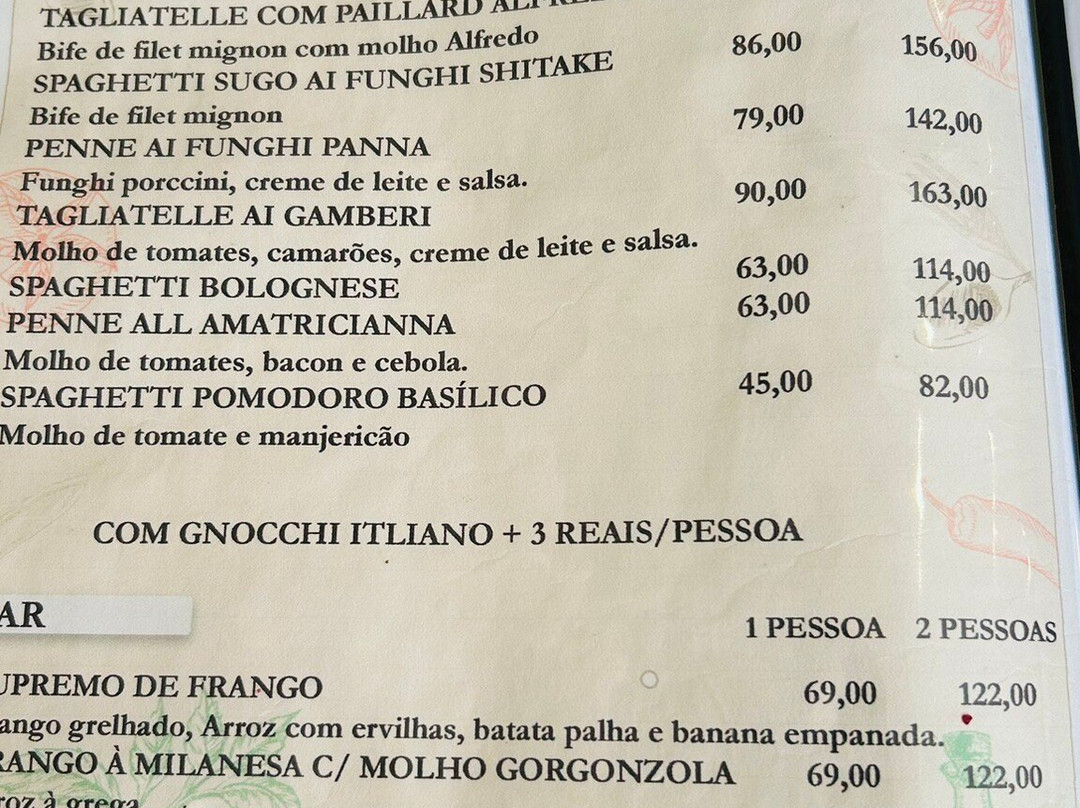 TAGLIATELLE COM PAILLARD
Bife de filet mignon com molho Alfredo 86,00 156,00
SPAGHETTI SUGO AI FUNGHI SHITAKE
Bife de filet mignon 79,00 142,00
PENNE AI FUNGHI PANNA
Funghi porccini, creme de leite e salsa. 90,00 163,00
TAGLIATELLE AI GAMBERI
Molho de tomates, camarões, creme de leite e salsa.
SPAGHETTI BOLOGNESE 63,00 114,00
PENNE ALL AMATRICIANNA 63,00 114,00
Molho de tomates, bacon e cebola.
SPAGHETTI POMODORO BASÍLICO 45,00 82,00
Molho de tomate e manjericão
COM GNOCCHI ITLIANO + 3 REAIS/PESSOA
AR
1 PESSOA 2 PESSOAS
UPREMO DE FRANGO 69,00 122,00
ango grelhado, Arroz com ervilhas, batata palha e banana empanada.
RANGO À MILANESA C/ MOLHO GORGONZOLA 69,00 122,00
roz à grega